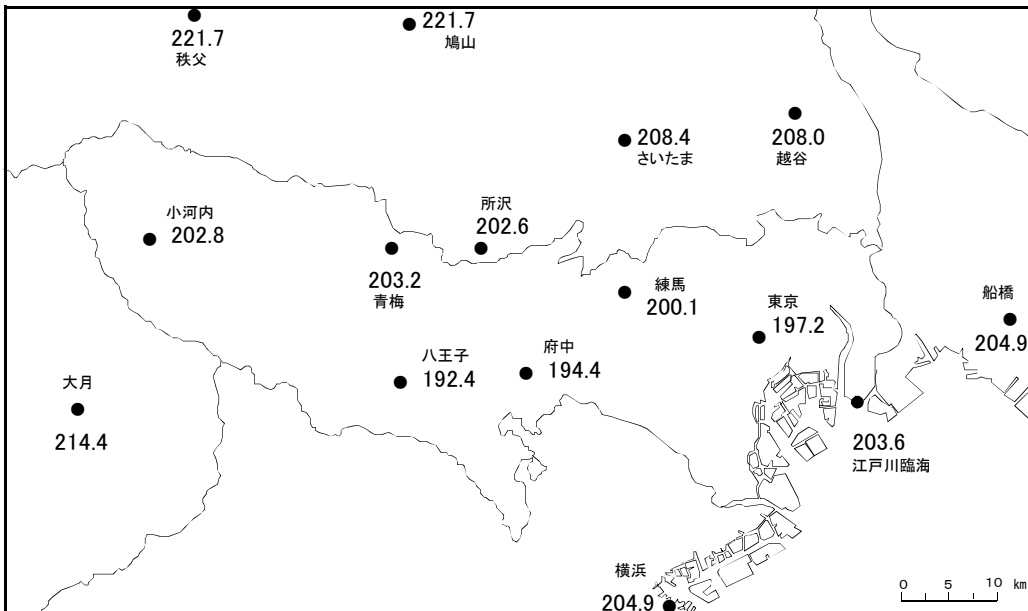 221.7
秩父
221.7
鳩山
208.4
さいたま
208.0
越谷
小河内
202.8
所沢
202.6
203.2
青梅
練馬
200.1
東京
197.2
船橋
204.9
大月
214.4
八王子
192.4
府中
194.4
203.6
江戸川臨海
横浜
204.9
0 5 10 km